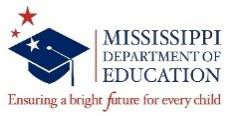 MISSISSIPPI
DEPARTMENT OF
EDUCATION
Ensuring a bright future for every child